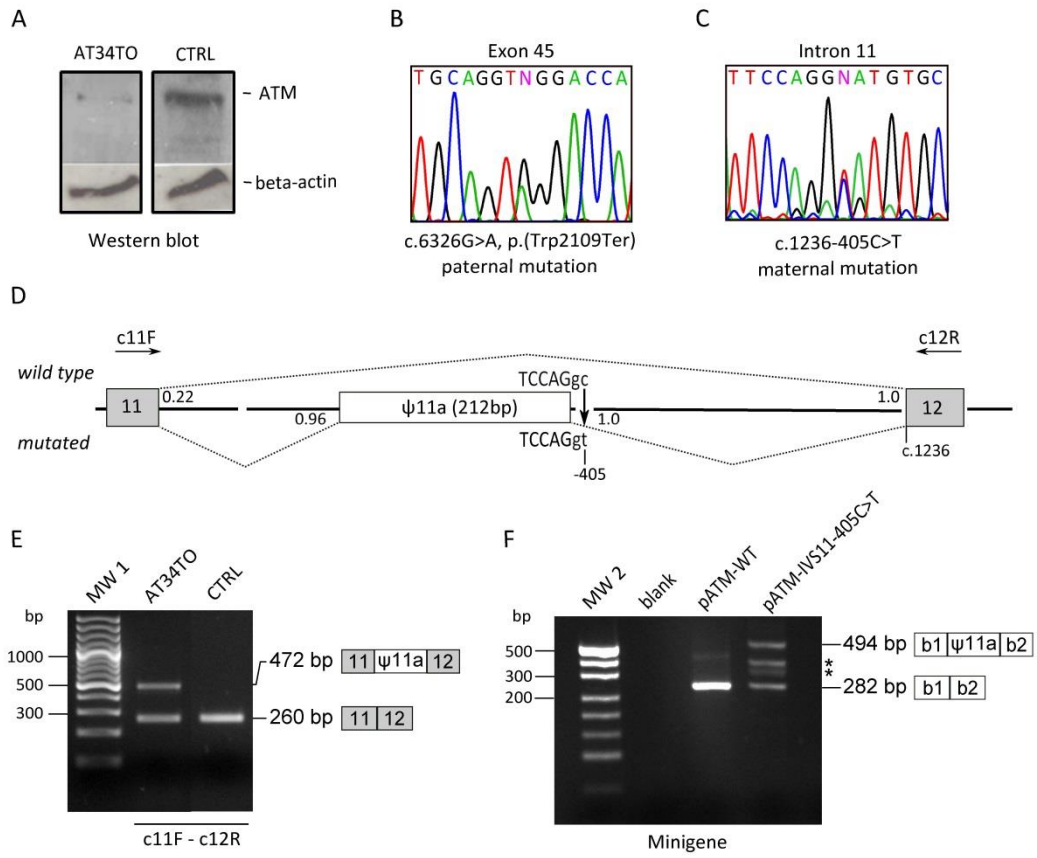 A
AT34TO CTRL
ATM
beta-actin
Western blot
B
Exon 45
TGCAGGTNGGACCA
c.6326G>A, p.(Trp2109Ter)
paternal mutation
C
Intron 11
TTCCAGGNATGTGC
c.1236-405C>T
maternal mutation
D
c11F c12R
wild type
TCCAGgc
11 0.22 0.96 ψ11a (212bp) 1.0 1.0 12
mutated
TCCAGgt
-405
c.1236
E
MW 1 AT34TO CTRL
bp
1000
500
300
472 bp 11 ψ11a 12
260 bp 11 12
c11F - c12R
F
MW 2 blank pATM-WT pATM-IVS11-405C>T
bp
500
300
200
494 bp b1 ψ11a b2
*
*
282 bp b1 b2
Minigene